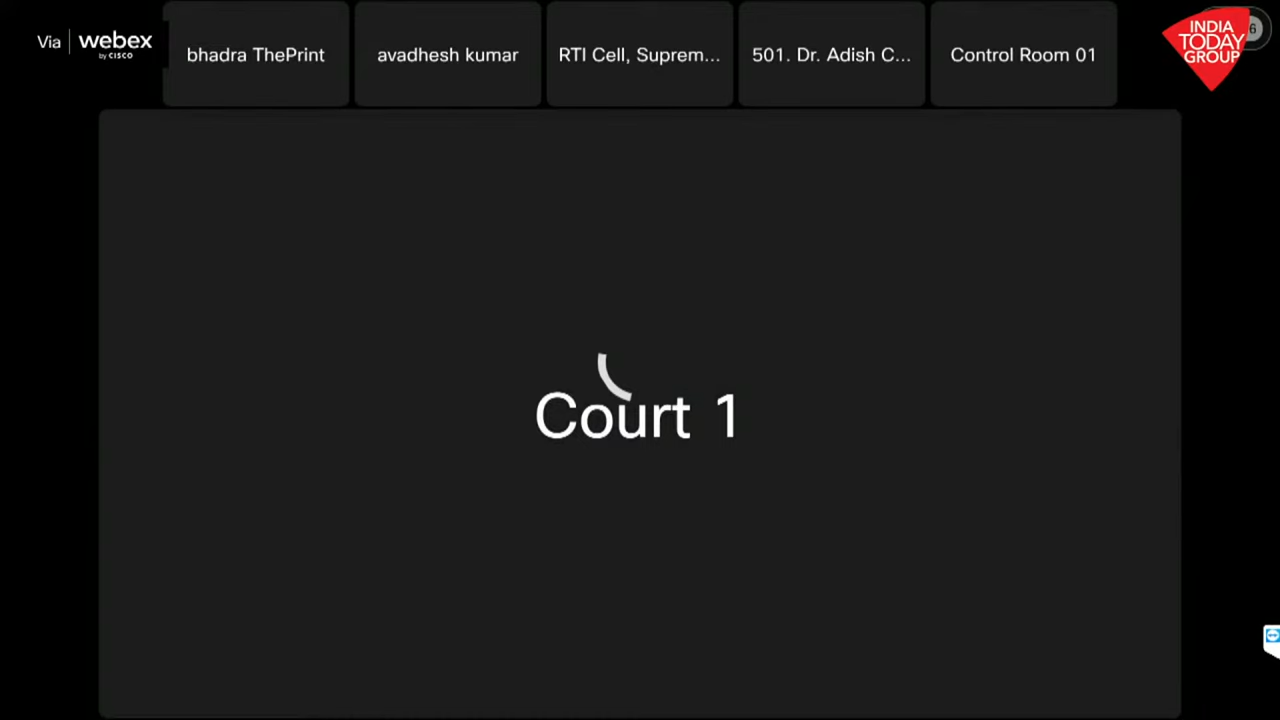 Via
webex
by CISCO
bhadra ThePrint
avadhesh kumar
RTI Cell, Suprem...
501. Dr. Adish C...
Control Room 01
INDIA
TODAY
GROUP
6
Court 1